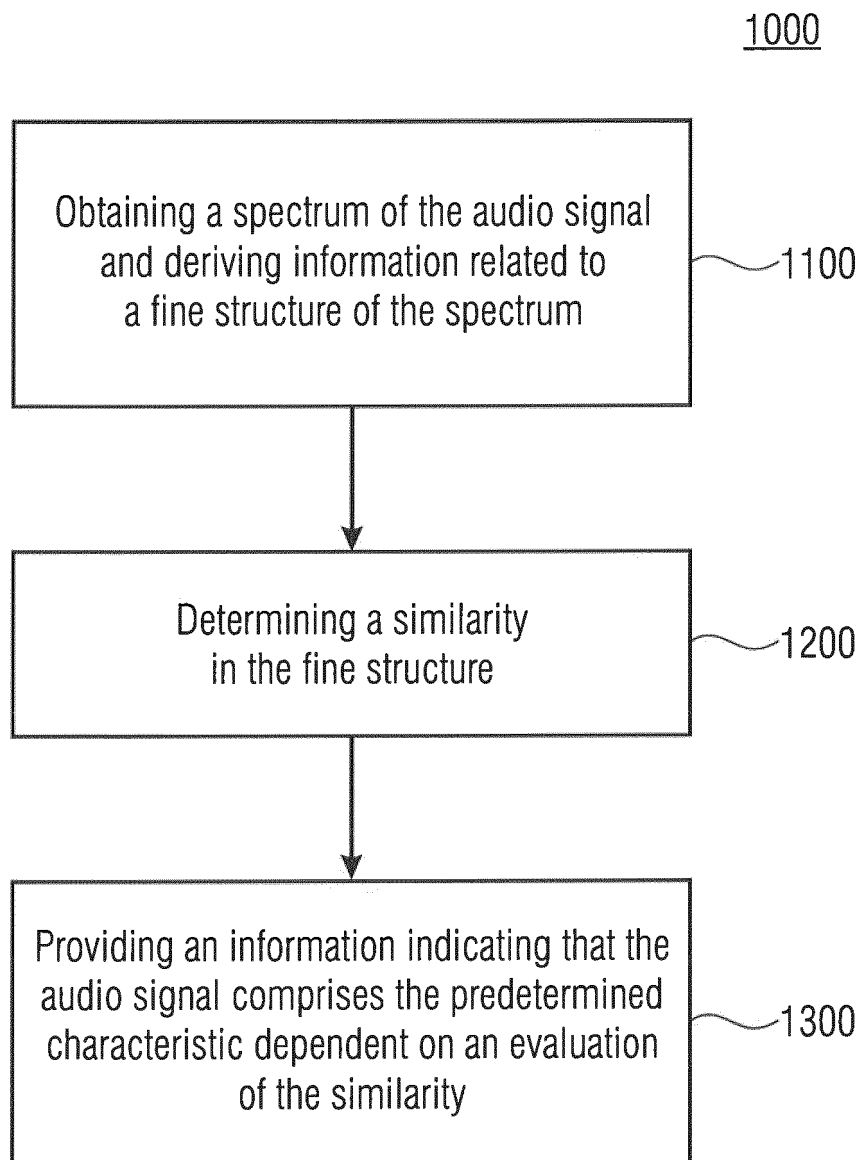 1000
Obtaining a spectrum of the audio signal
and deriving information related to
a fine structure of the spectrum
1100
Determining a similarity
in the fine structure
1200
Providing an information indicating that the
audio signal comprises the predetermined
characteristic dependent on an evaluation
of the similarity
1300